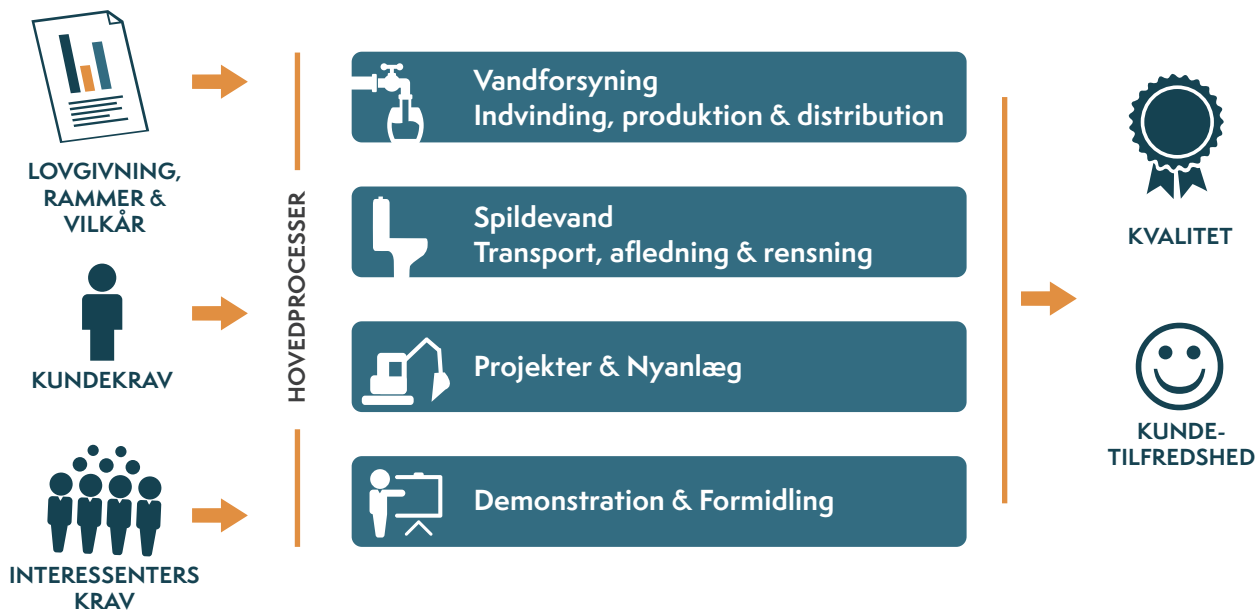 LOVGIVNING,
RAMMER &
VILKÅR
KUNDEKRAV
INTERESSENTERS
KRAV
HOVEDPROCESSER
Vandforsyning
Indvinding, produktion & distribution
Spildevand
Transport, afledning & rensning
Projekter & Nyanlæg
Demonstration & Formidling
KVALITET
KUNDE-
TILFREDSHED